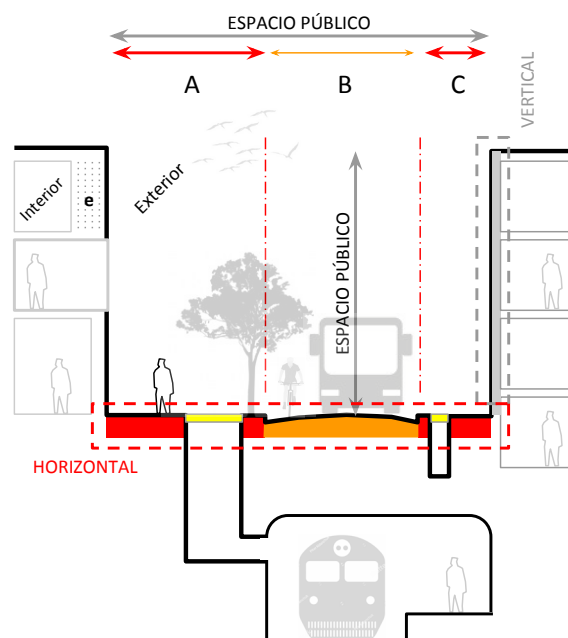 ESPACIO PÚBLICO
A B C
VERTICAL
Interior
e
Exterior
ESPACIO PÚBLICO
HORIZONTAL